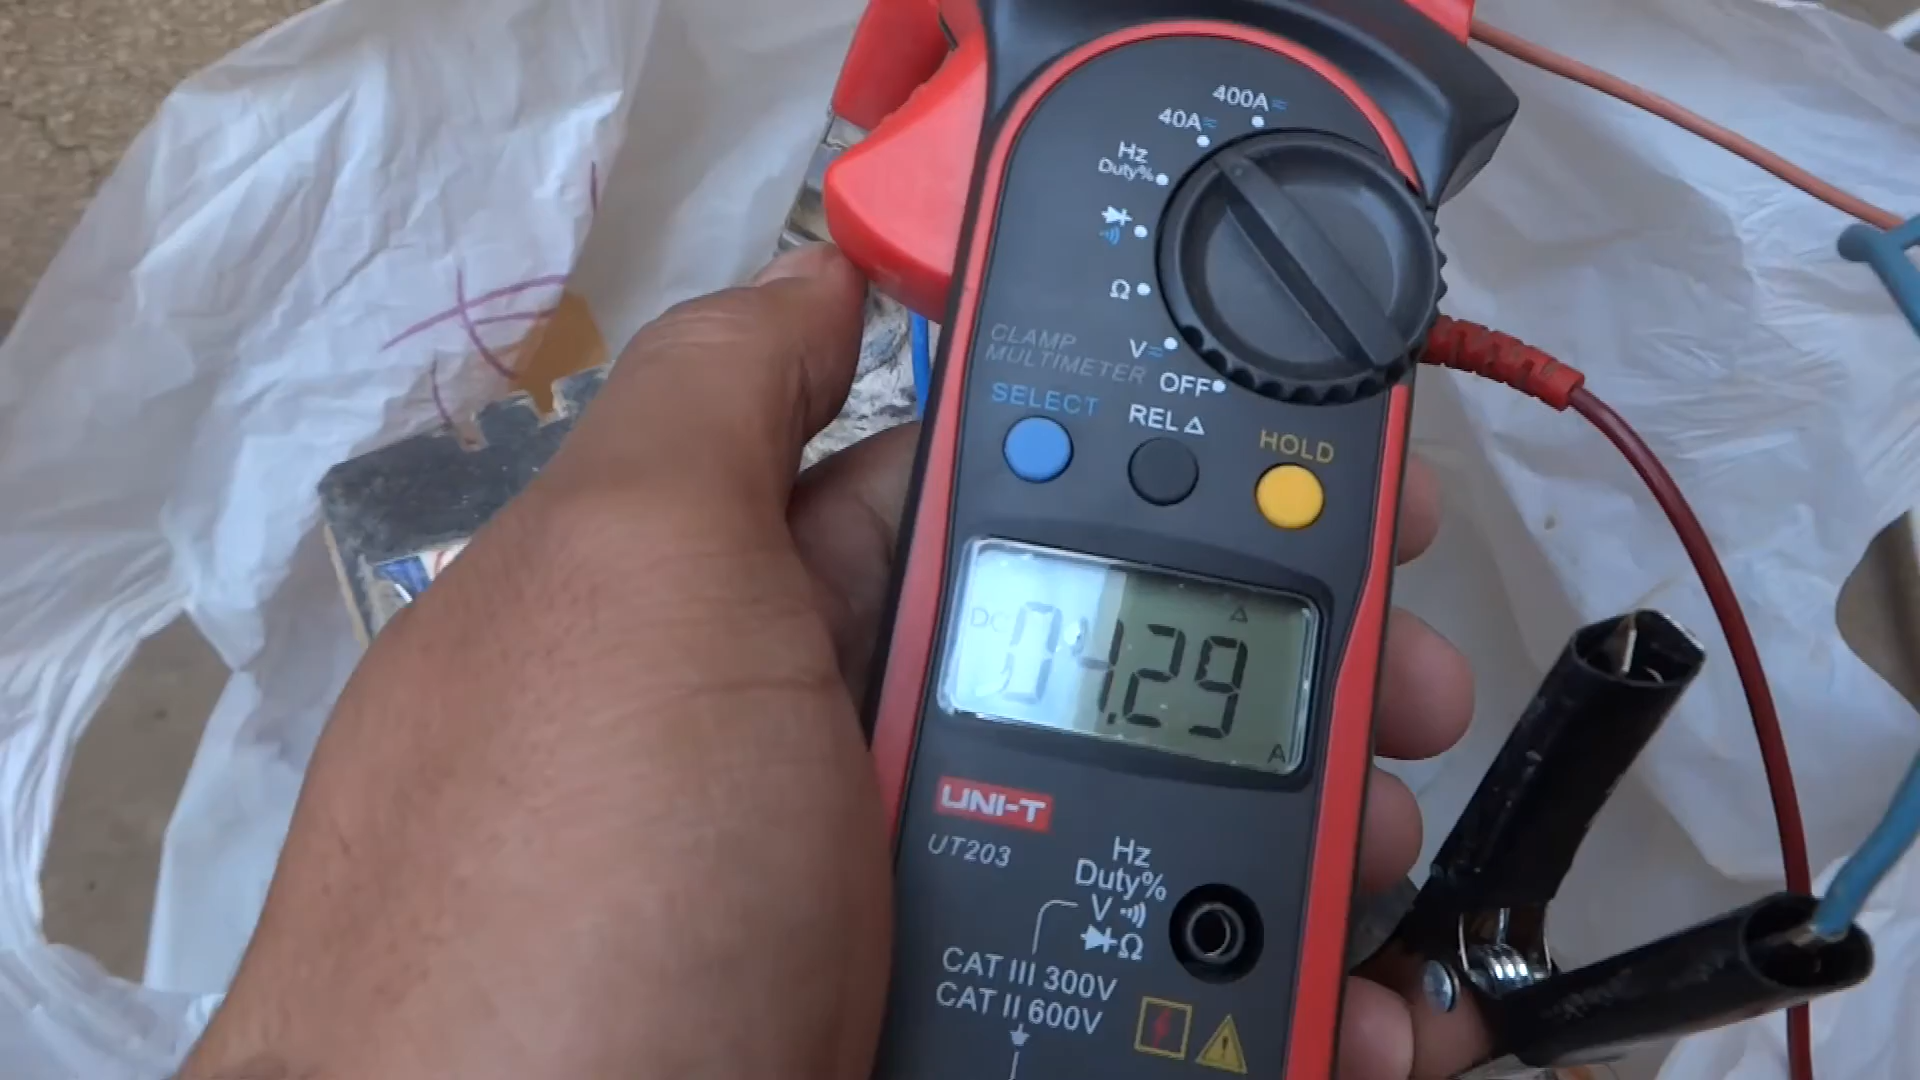 400A≂
40A≂
Hz
Duty%
Ω
V≂
OFF
CLAMP
MULTIMETER
SELECT
REL △
HOLD
DC
△
04.29
A
UNI-T
UT203
Hz
Duty%
V
Ω
CAT III 300V
CAT II 600V